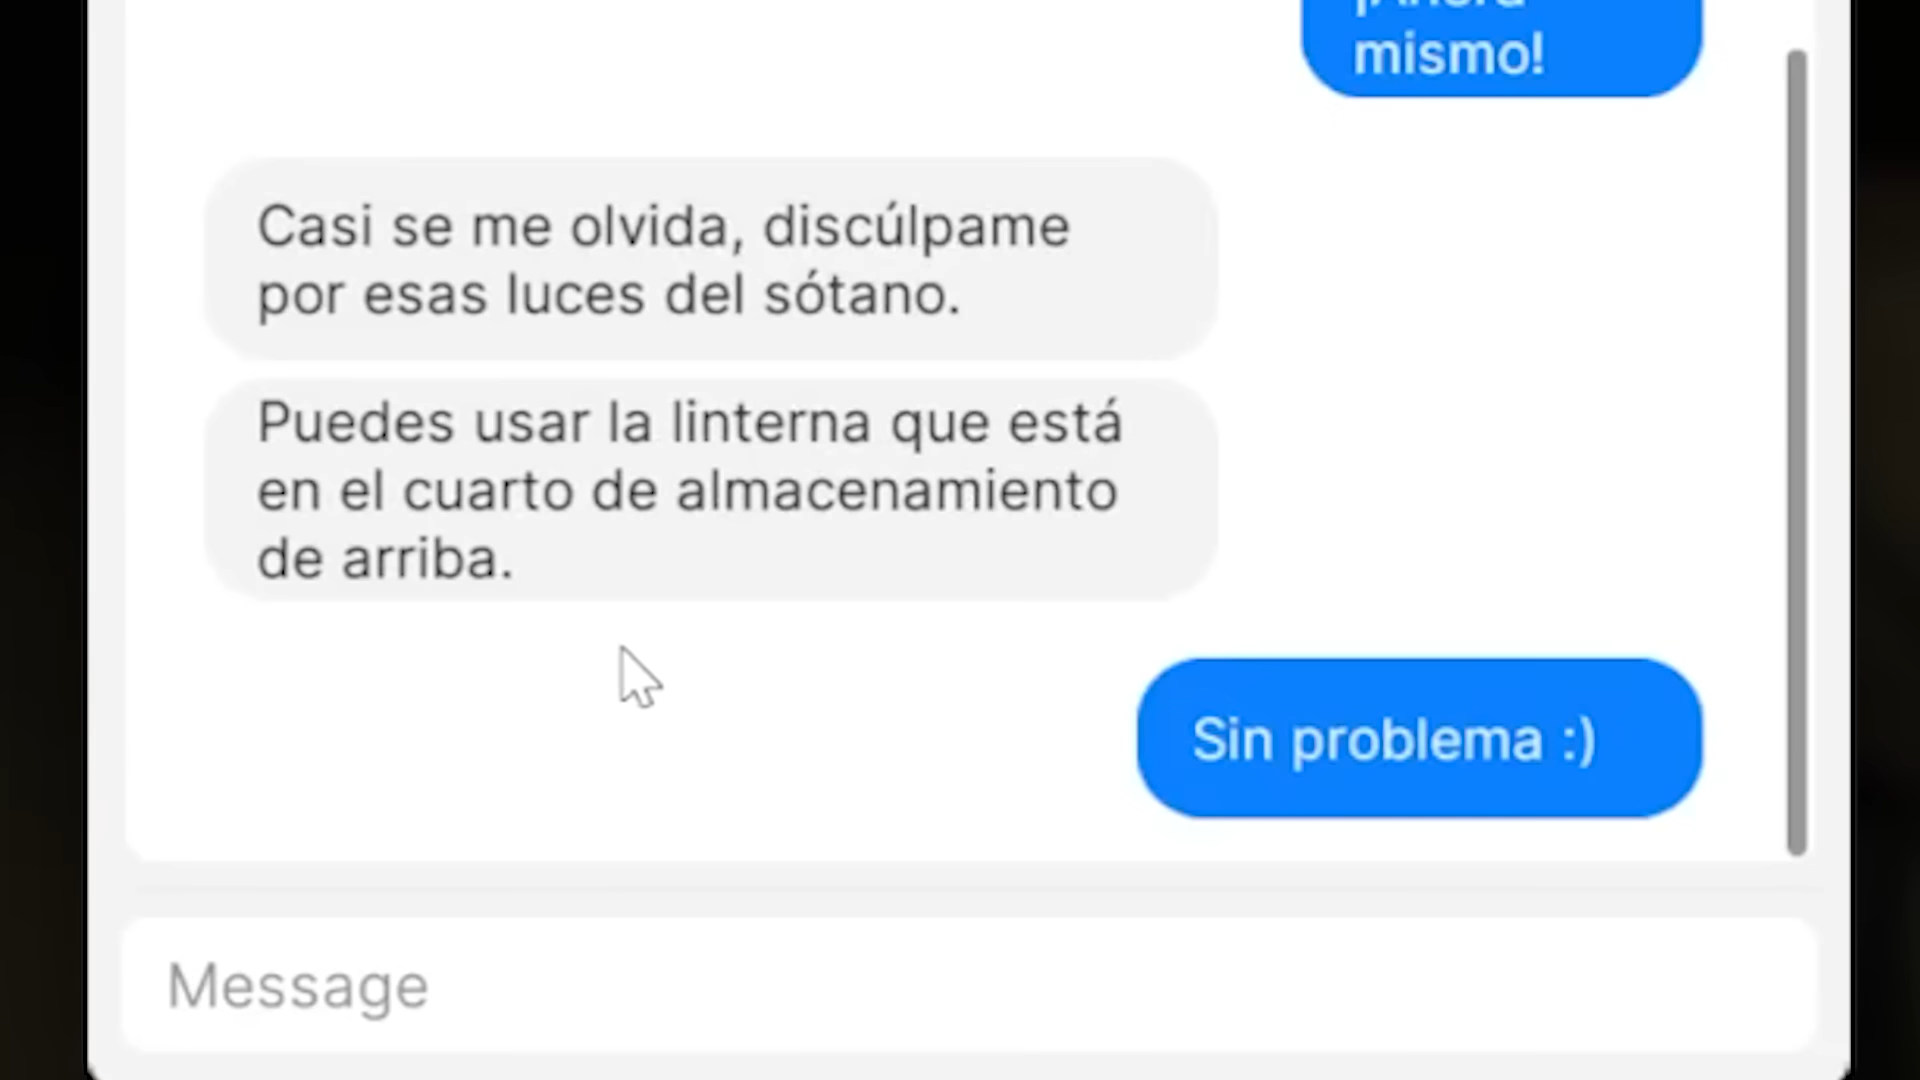 ¡Ahora
mismo!
Casi se me olvida, discúlpame
por esas luces del sótano.
Puedes usar la linterna que está
en el cuarto de almacenamiento
de arriba.
Sin problema :)
Message